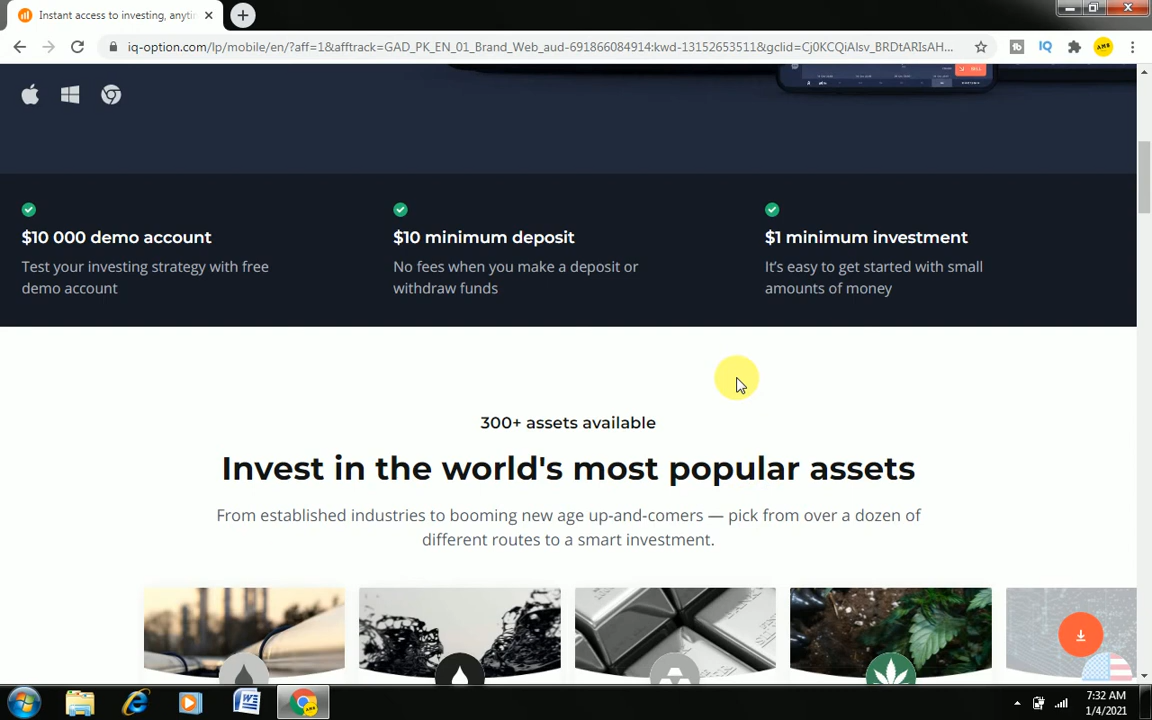 Instant access to investing, anyti
iq-option.com/lp/mobile/en/?aff=1&afftrack=GAD_PK_EN_01_Brand_Web_aud-691866084914:kwd-13152653511&gclid=Cj0KCQiAlsv_BRDtARIsAH...
$10 000 demo account
Test your investing strategy with free
demo account
$10 minimum deposit
No fees when you make a deposit or
withdraw funds
$1 minimum investment
It's easy to get started with small
amounts of money
300+ assets available
Invest in the world's most popular assets
From established industries to booming new age up-and-comers — pick from over a dozen of
different routes to a smart investment.
7:32 AM
1/4/2021